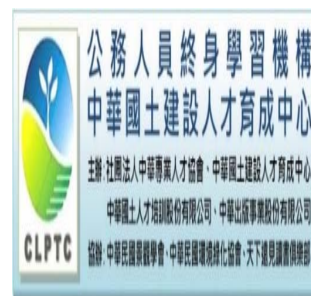 公務人員終身學習機構
中華國土建設人才育成中心
主辦:社團法人中華專業人才協會、中華國土建設人才育成中心
中華國土人才培訓股份有限公司、中華出版事業股份有限公司
協辦:中華民國景觀學會、中華民國環境綠化協會、天下遠見讀書俱樂部
CLPTC